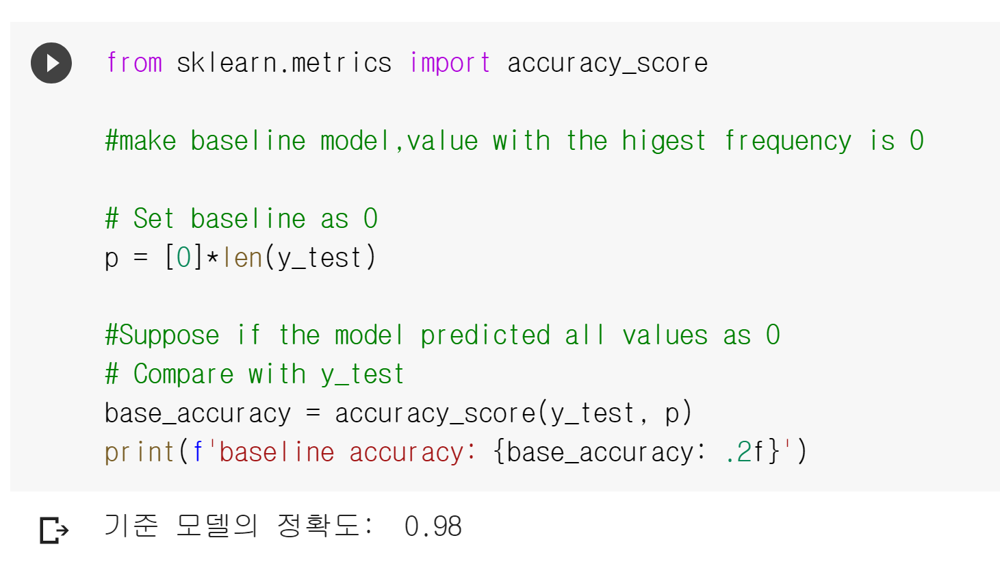 from sklearn.metrics import accuracy_score
#make baseline model,value with the higest frequency is 0
# Set baseline as 0
p = [0]*len(y_test)
#Suppose if the model predicted all values as 0
# Compare with y_test
base_accuracy = accuracy_score(y_test, p)
print(f'baseline accuracy: {base_accuracy: .2f}')
기준 모델의 정확도:  0.98